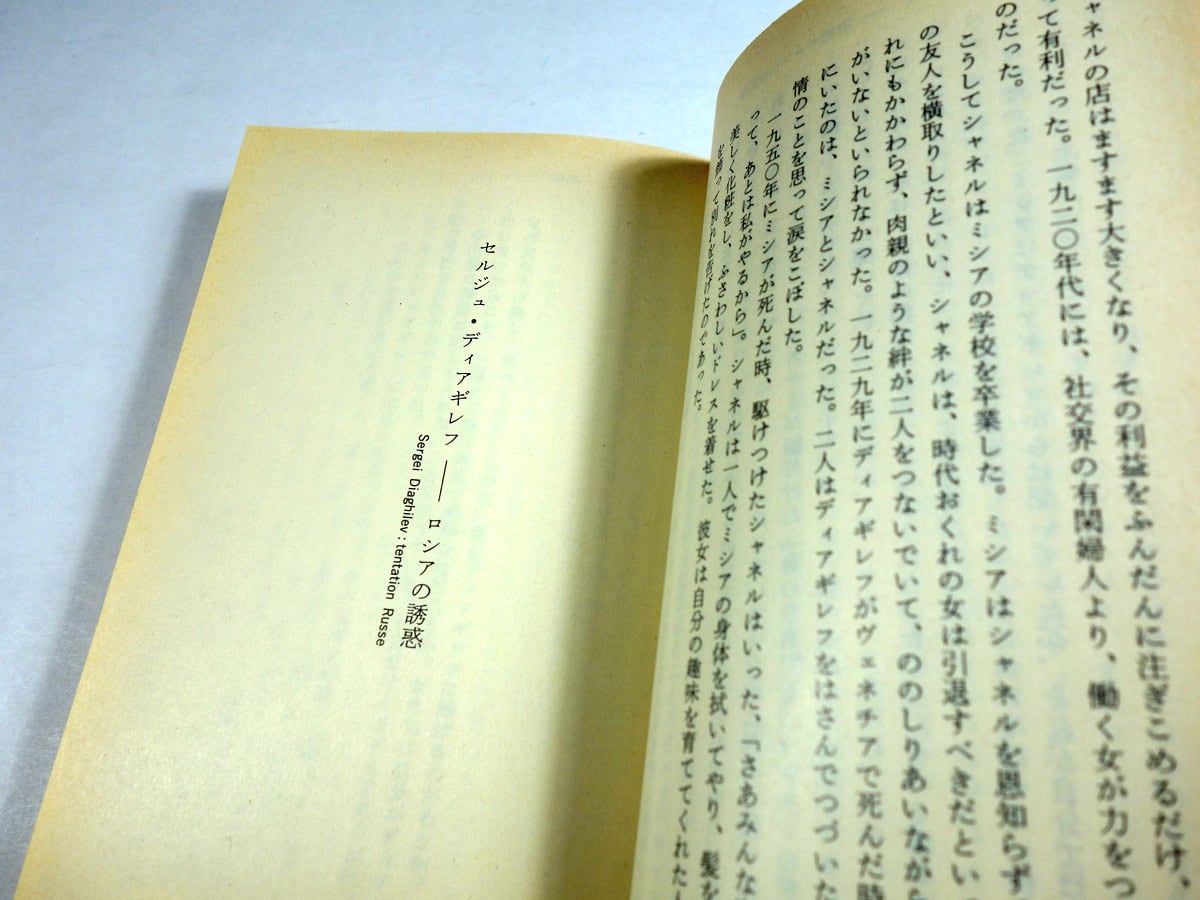 ャネルの店はますます大きくなり、その利益をふんだんに注ぎこめるだけ、
て有利だった。一九二〇年代には、社交界の有閑婦人より、働く女が力をつ
のだった。
こうしてシャネルはミシアの学校を卒業した。ミシアはシャネルを恩知らず
の友人を横取りしたといい、シャネルは、時代おくれの女は引退すべきだとい
れにもかかわらず、肉親のような絆が二人をつないでいて、ののしりあいながら
がいないといられなかった。一九二九年にディアギレフがヴェネチアで死んだ時
にいたのは、ミシアとシャネルだった。二人はディアギレフをはさんでつづいた
情のことを思って涙をこぼした。
一九五〇年にミシアが死んだ時、駆けつけたシャネルはいった、「さあみんな
って、あとは私がやるから」。シャネルは一人でミシアの身体を拭いてやり、髪を
美しく化粧をし、ふさわしいドレスを着せた。彼女は自分の趣味を育ててくれた
を飾って別れを告げたのであった。
セルジュ・ディアギレフ――ロシアの誘惑
Sergei Diaghilev : tentation Russe